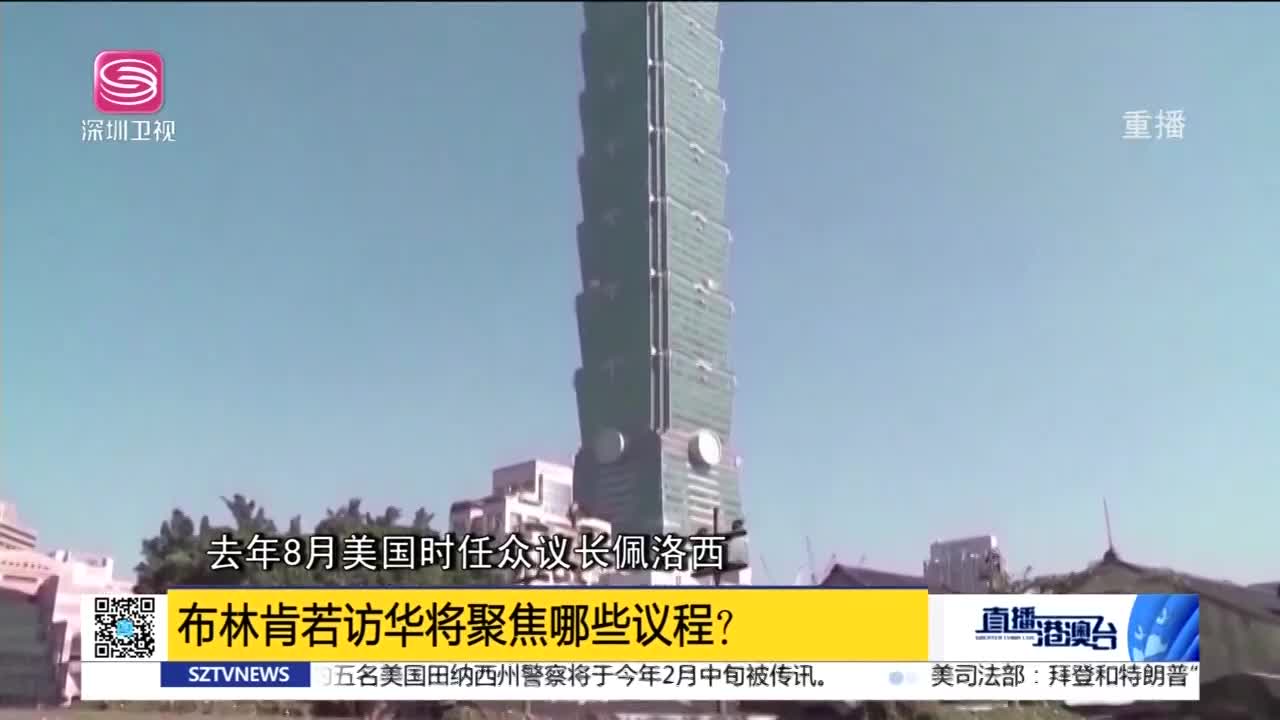 深圳卫视
重播
去年8月美国时任众议长佩洛西
布林肯若访华将聚焦哪些议程?
直播港澳台
SZTVNEWS
五名美国田纳西州警察将于今年2月中旬被传讯。
美司法部：拜登和特朗普“